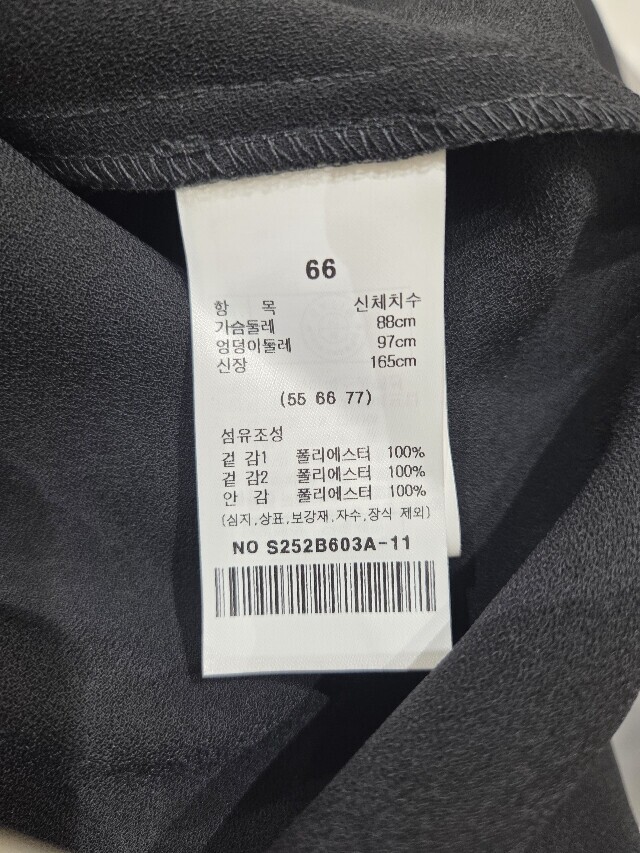 66
항 목 신체치수
가슴둘레 88cm
엉덩이둘레 97cm
신장 165cm
(55 66 77)
섬유조성
겉 감1 폴리에스터 100%
겉 감2 폴리에스터 100%
안 감 폴리에스터 100%
(심지,상표,보강재,자수,장식 제외)
NO S252B603A-11